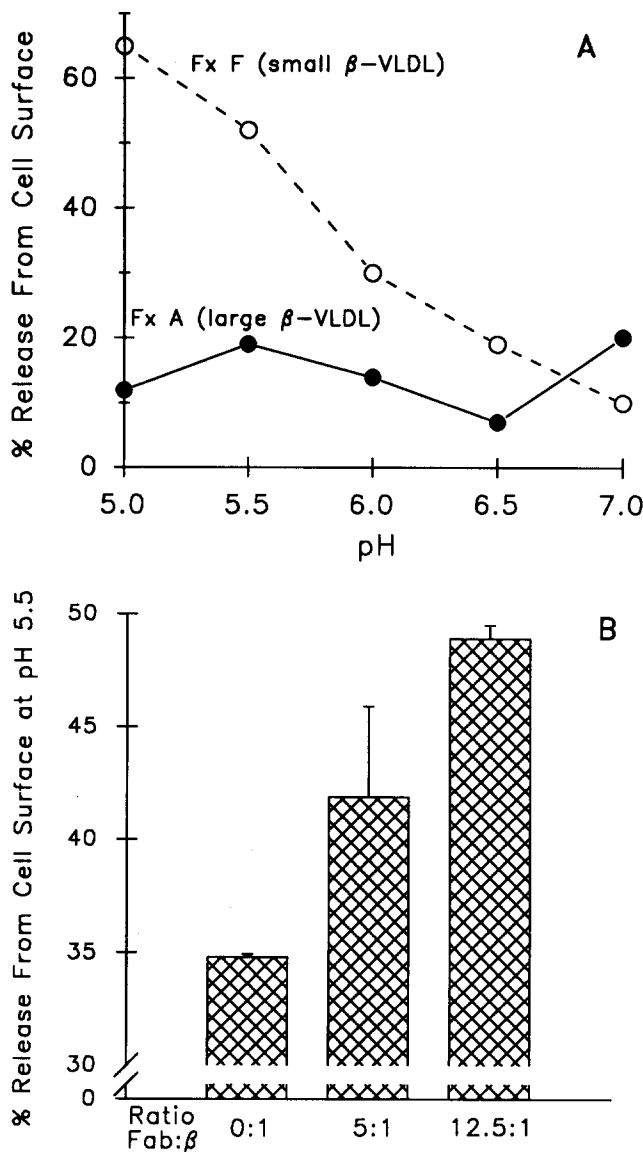 A
% Release From Cell Surface
60
40
20
0
Fx F (small β-VLDL)
Fx A (large β-VLDL)
5.0 5.5 6.0 6.5 7.0
pH
B
% Release From Cell Surface at pH 5.5
50
45
40
35
30
0
Ratio
Fab:β
0:1 5:1 12.5:1